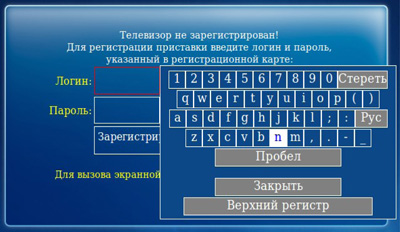 Телевизор не зарегистрирован!
Для регистрации приставки введите логин и пароль,
указанный в регистрационной карте:
Логин:
Пароль:
Зарегистрир
Для вызова экранной
1 2 3 4 5 6 7 8 9 0 Стереть
q w e r t y u i o p ( )
a s d f g h j k l ; : Рус
z x c v b n m , . - _
Пробел
Закрыть
Верхний регистр